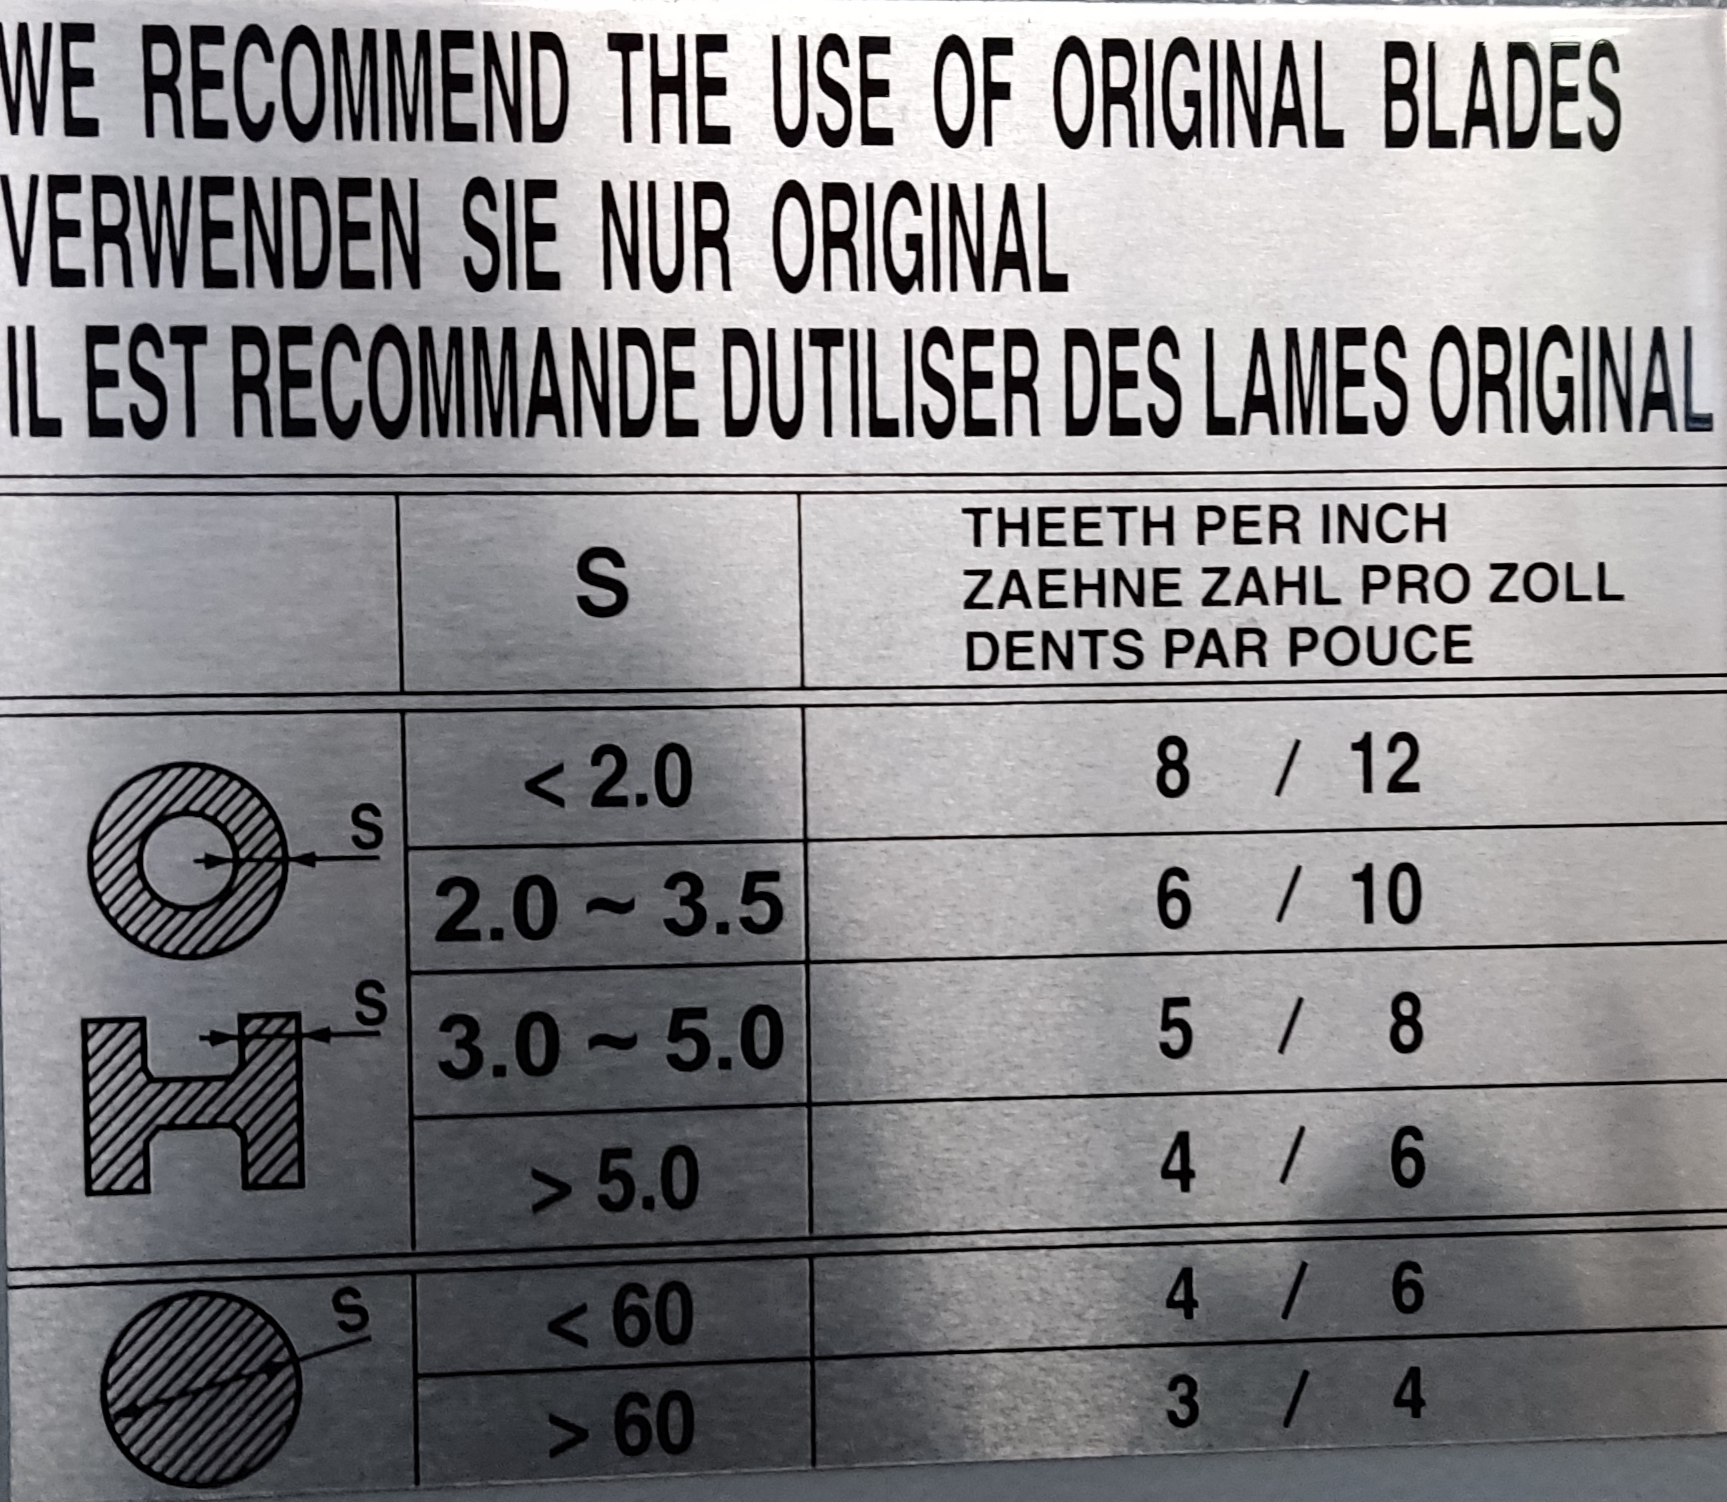 WE RECOMMEND THE USE OF ORIGINAL BLADES
VERWENDEN SIE NUR ORIGINAL
IL EST RECOMMANDE DUTILISER DES LAMES ORIGINAL
S
THEETH PER INCH
ZAEHNE ZAHL PRO ZOLL
DENTS PAR POUCE
S
< 2.0 8 / 12
2.0 ~ 3.5 6 / 10
S
3.0 ~ 5.0 5 / 8
> 5.0 4 / 6
S
< 60 4 / 6
> 60 3 / 4